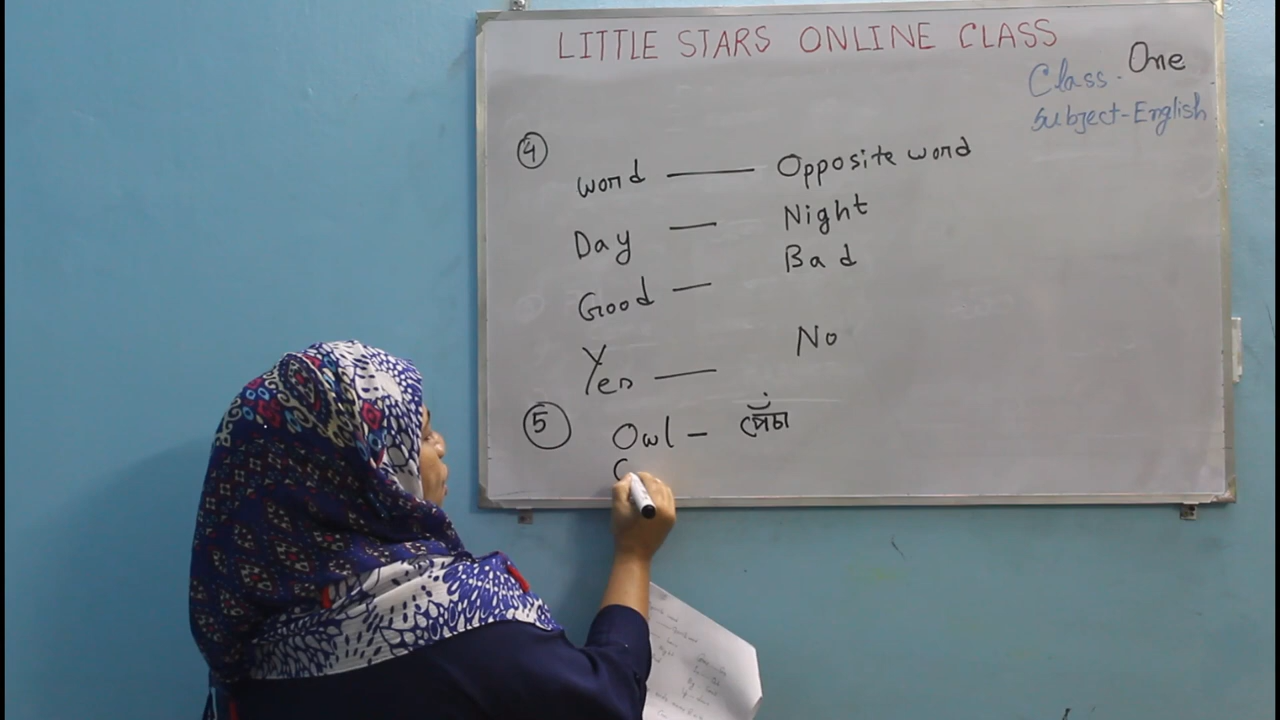 LITTLE STARS ONLINE CLASS
Class. One
Subject-English
4
word — Opposite word
Day — Night
Good — Bad
Yes — No
5
Owl - পেঁচা